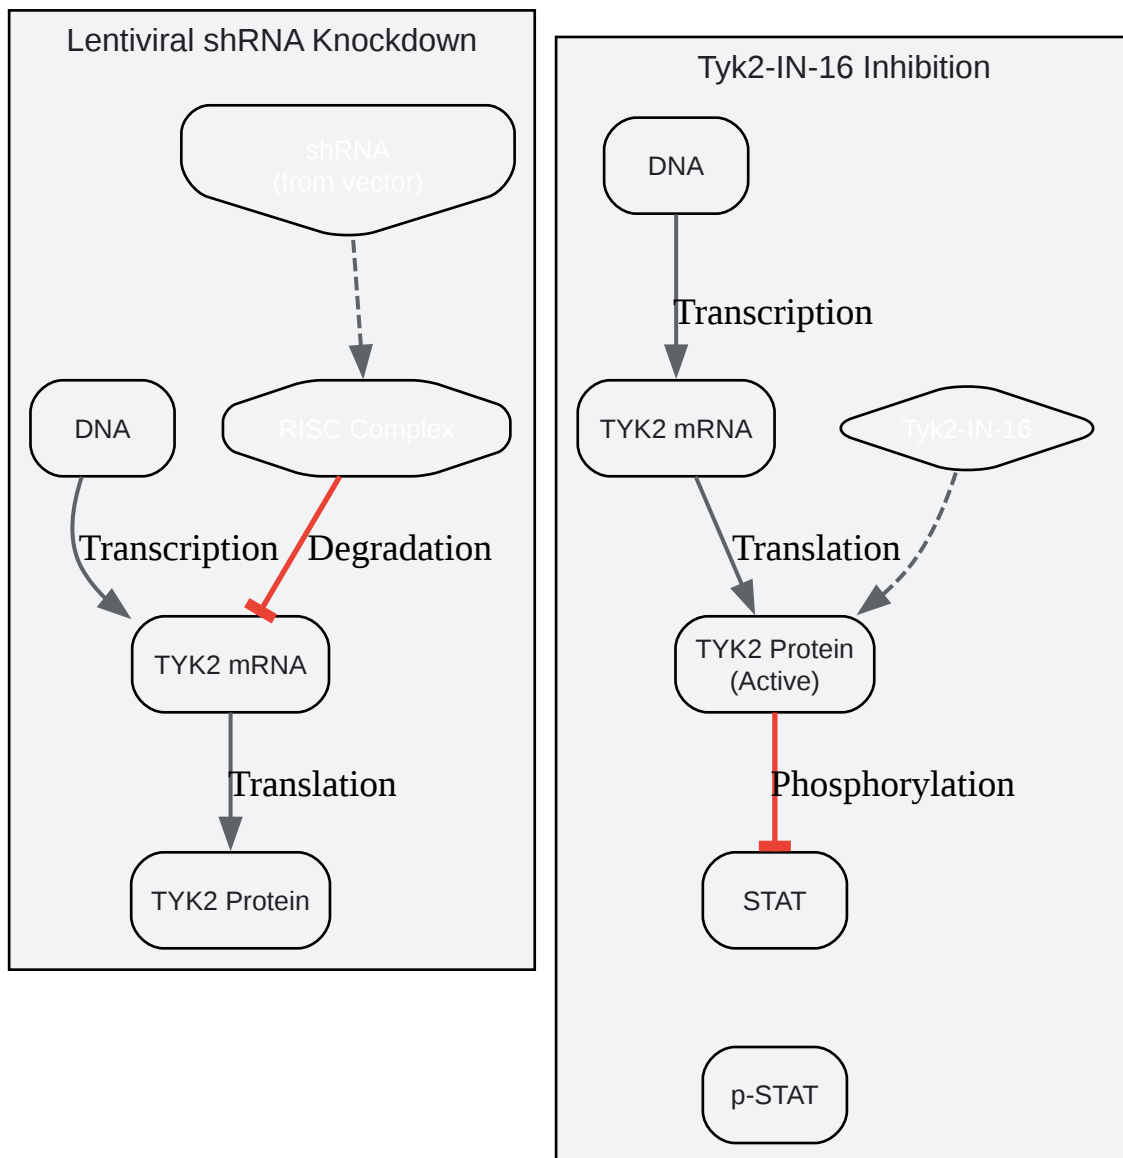 Lentiviral shRNA Knockdown
shRNA
(from vector)
DNA
RISC Complex
Transcription
Degradation
TYK2 mRNA
Translation
TYK2 Protein
Tyk2-IN-16 Inhibition
DNA
Transcription
TYK2 mRNA
Tyk2-IN-16
Translation
TYK2 Protein
(Active)
Phosphorylation
STAT
p-STAT